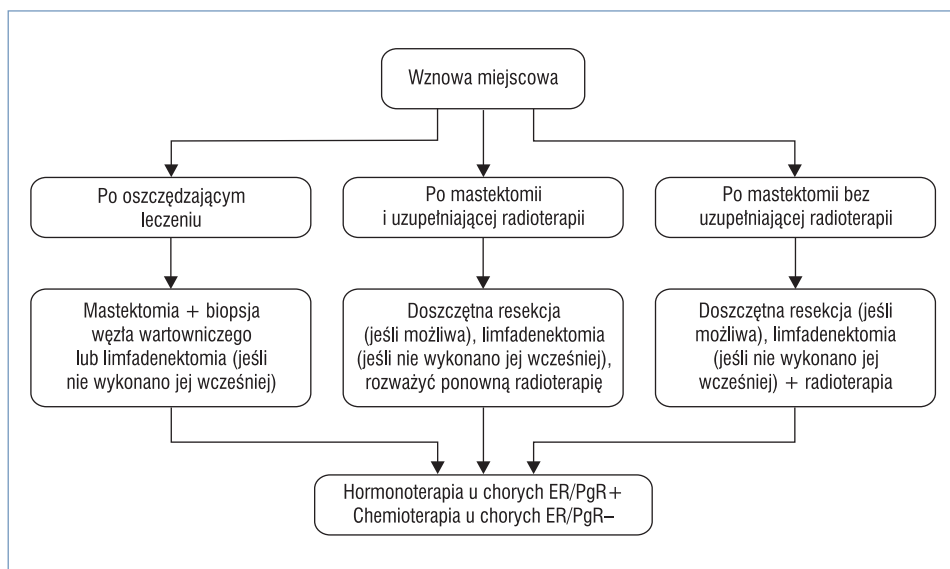 Wznowa miejscowa
Po oszczędzającym
leczeniu
Po mastektomii
i uzupełniającej radioterapii
Po mastektomii bez
uzupełniającej radioterapii
Mastektomia + biopsja
węzła wartowniczego
lub limfadenektomia (jeśli
nie wykonano jej wcześniej)
Doszczętna resekcja
(jeśli możliwa), limfadenektomia
(jeśli nie wykonano jej wcześniej),
rozważyć ponowną radioterapię
Doszczętna resekcja (jeśli
możliwa), limfadenektomia
(jeśli nie wykonano jej
wcześniej) + radioterapia
Hormonoterapia u chorych ER/PgR+
Chemioterapia u chorych ER/PgR–